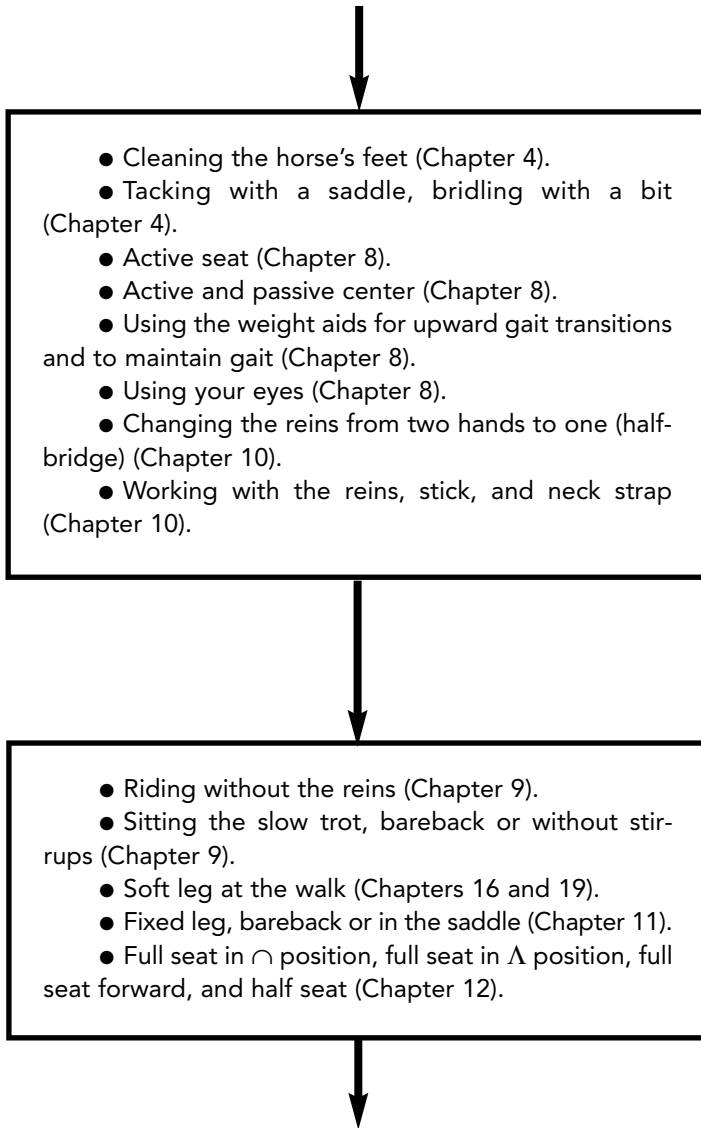 ● Cleaning the horse’s feet (Chapter 4).
● Tacking with a saddle, bridling with a bit
(Chapter 4).
● Active seat (Chapter 8).
● Active and passive center (Chapter 8).
● Using the weight aids for upward gait transitions
and to maintain gait (Chapter 8).
● Using your eyes (Chapter 8).
● Changing the reins from two hands to one (half-
bridge) (Chapter 10).
● Working with the reins, stick, and neck strap
(Chapter 10).
● Riding without the reins (Chapter 9).
● Sitting the slow trot, bareback or without stir-
rups (Chapter 9).
● Soft leg at the walk (Chapters 16 and 19).
● Fixed leg, bareback or in the saddle (Chapter 11).
● Full seat in ∩ position, full seat in Λ position, full
seat forward, and half seat (Chapter 12).